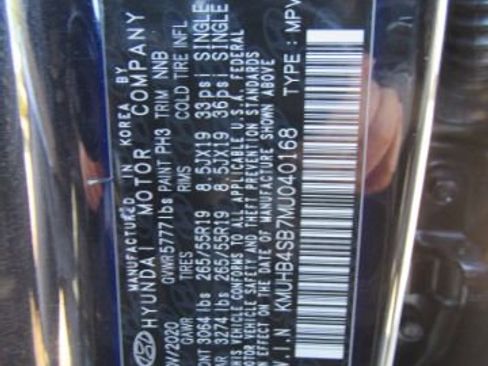 MANUFACTURED IN KOREA BY
HYUNDAI MOTOR COMPANY
W/2020 GVWR 5777lbs PAINT PH3 TRIM NNB
GAWR TIRES RIMS COLD TIRE INFL
ONT 3064 lbs 265/55R19 8.5JX19 33psi SINGLE
AR 3274 lbs 265/55R19 8.5JX19 36psi SINGLE
THIS VEHICLE CONFORMS TO ALL APPLICABLE U.S.A. FEDERAL
MOTOR VEHICLE SAFETY AND THEFT PREVENTION STANDARDS
IN EFFECT ON THE DATE OF MANUFACTURE SHOWN ABOVE
V.I.N KMUHB4SB7MU040168 TYPE : MPV